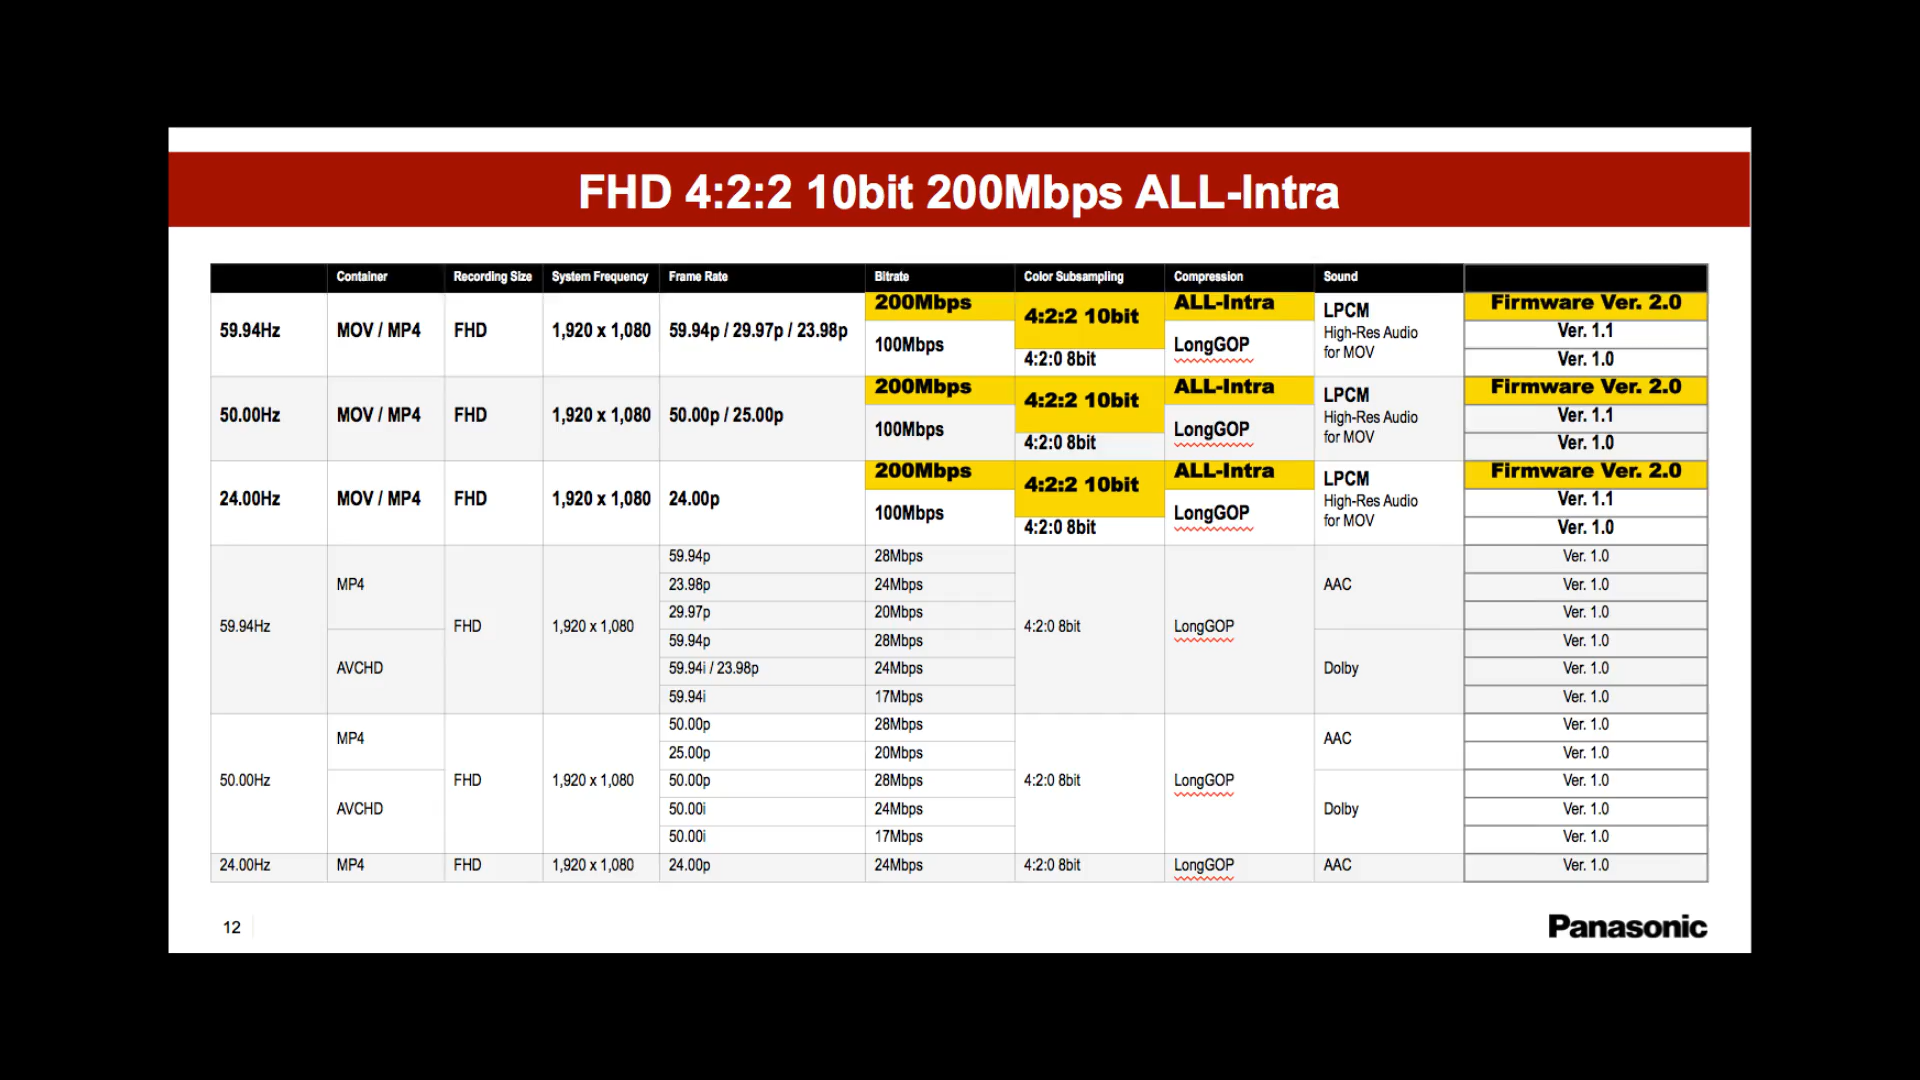 FHD 4:2:2 10bit 200Mbps ALL-Intra
Container Recording Size System Frequency Frame Rate Bitrate Color Subsampling Compression Sound
59.94Hz MOV / MP4 FHD 1,920 x 1,080 59.94p / 29.97p / 23.98p
200Mbps
100Mbps
4:2:2 10bit
4:2:0 8bit
ALL-Intra
LongGOP
LPCM
High-Res Audio
for MOV
Firmware Ver. 2.0
Ver. 1.1
Ver. 1.0
50.00Hz MOV / MP4 FHD 1,920 x 1,080 50.00p / 25.00p
200Mbps
100Mbps
4:2:2 10bit
4:2:0 8bit
ALL-Intra
LongGOP
LPCM
High-Res Audio
for MOV
Firmware Ver. 2.0
Ver. 1.1
Ver. 1.0
24.00Hz MOV / MP4 FHD 1,920 x 1,080 24.00p
200Mbps
100Mbps
4:2:2 10bit
4:2:0 8bit
ALL-Intra
LongGOP
LPCM
High-Res Audio
for MOV
Firmware Ver. 2.0
Ver. 1.1
Ver. 1.0
59.94p 28Mbps Ver. 1.0
MP4 23.98p 24Mbps AAC Ver. 1.0
29.97p 20Mbps Ver. 1.0
59.94Hz FHD 1,920 x 1,080 4:2:0 8bit LongGOP
59.94p 28Mbps Ver. 1.0
AVCHD 59.94i / 23.98p 24Mbps Dolby Ver. 1.0
59.94i 17Mbps Ver. 1.0
50.00p 28Mbps Ver. 1.0
MP4 AAC
25.00p 20Mbps Ver. 1.0
50.00Hz FHD 1,920 x 1,080 50.00p 28Mbps 4:2:0 8bit LongGOP Ver. 1.0
AVCHD 50.00i 24Mbps Dolby Ver. 1.0
50.00i 17Mbps Ver. 1.0
24.00Hz MP4 FHD 1,920 x 1,080 24.00p 24Mbps 4:2:0 8bit LongGOP AAC Ver. 1.0
12
Panasonic